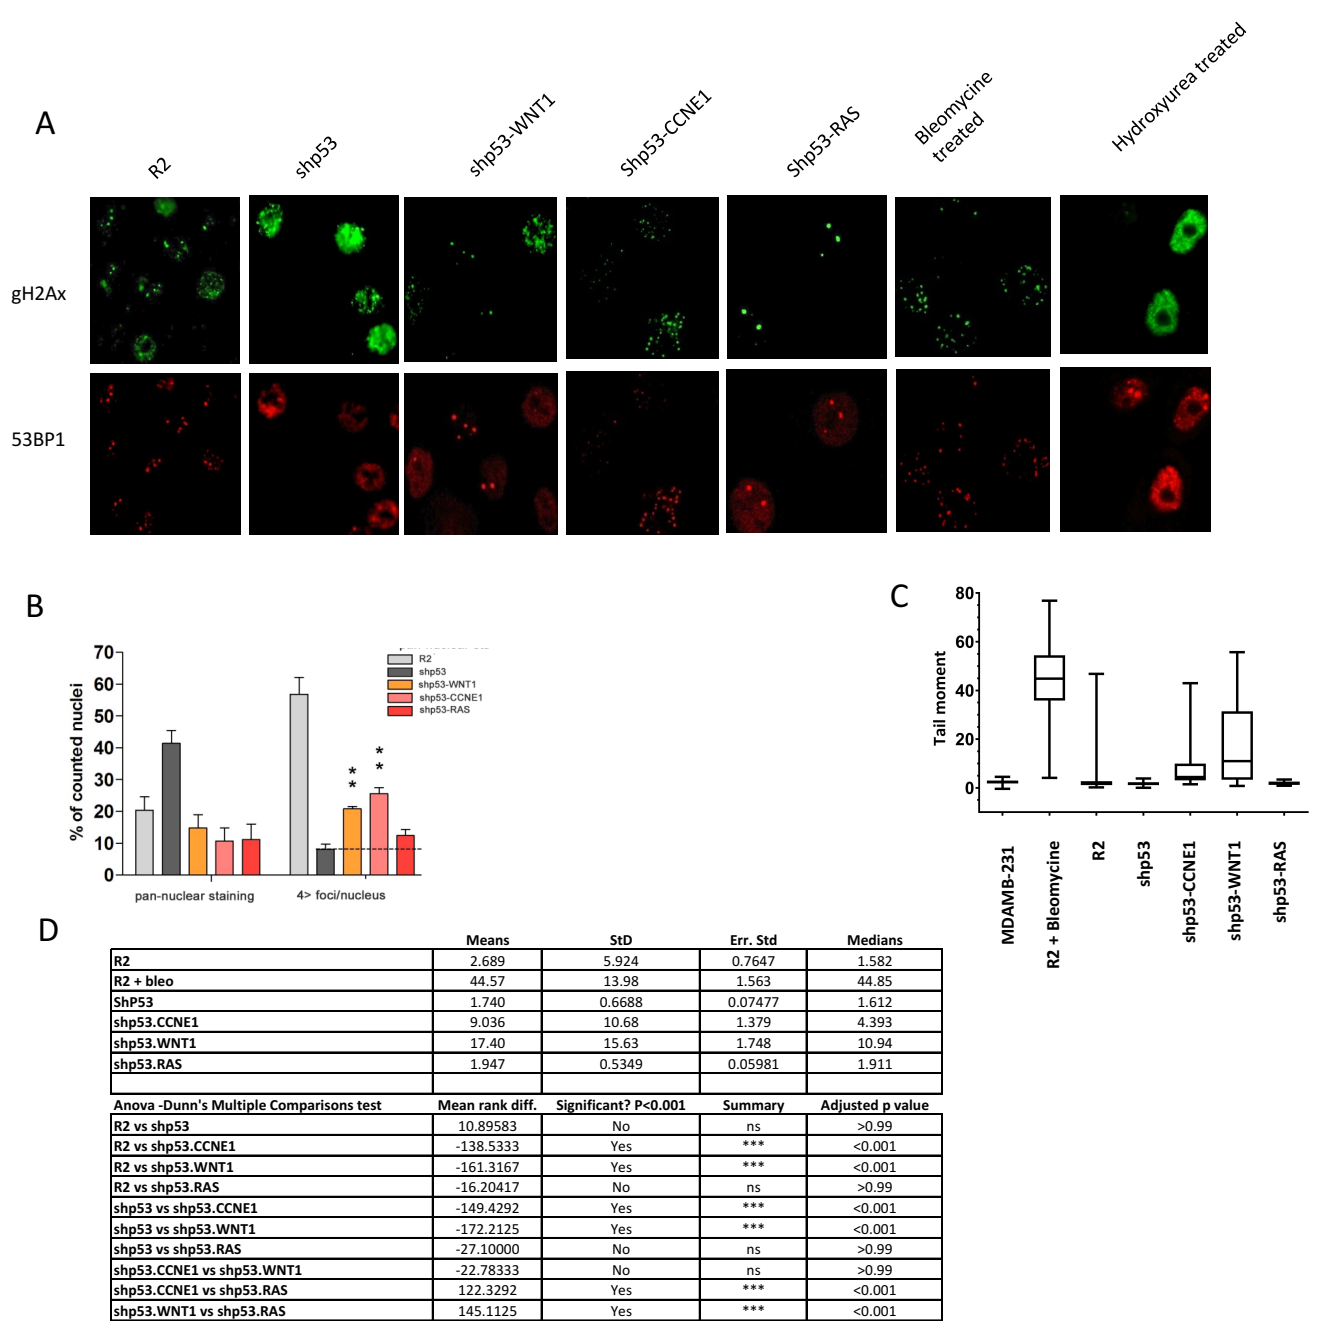 A
R2
shp53
shp53-WNT1
Shp53-CCNE1
Shp53-RAS
Bleomycine
treated
Hydroxyurea treated
gH2Ax
53BP1
B
% of counted nuclei
70
60
50
40
30
20
10
0
R2
shp53
shp53-WNT1
shp53-CCNE1
shp53-RAS
* *
* *
pan-nuclear staining
4> foci/nucleus
C
Tail moment
80
60
40
20
0
MDAMB-231
R2 + Bleomycine
R2
shp53
shp53-CCNE1
shp53-WNT1
shp53-RAS
D
Means StD Err. Std Medians
R2 2.689 5.924 0.7647 1.582
R2 + bleo 44.57 13.98 1.563 44.85
ShP53 1.740 0.6688 0.07477 1.612
shp53.CCNE1 9.036 10.68 1.379 4.393
shp53.WNT1 17.40 15.63 1.748 10.94
shp53.RAS 1.947 0.5349 0.05981 1.911
Anova -Dunn's Multiple Comparisons test Mean rank diff. Significant? P<0.001 Summary Adjusted p value
R2 vs shp53 10.89583 No ns >0.99
R2 vs shp53.CCNE1 -138.5333 Yes *** <0.001
R2 vs shp53.WNT1 -161.3167 Yes *** <0.001
R2 vs shp53.RAS -16.20417 No ns >0.99
shp53 vs shp53.CCNE1 -149.4292 Yes *** <0.001
shp53 vs shp53.WNT1 -172.2125 Yes *** <0.001
shp53 vs shp53.RAS -27.10000 No ns >0.99
shp53.CCNE1 vs shp53.WNT1 -22.78333 No ns >0.99
shp53.CCNE1 vs shp53.RAS 122.3292 Yes *** <0.001
shp53.WNT1 vs shp53.RAS 145.1125 Yes *** <0.001